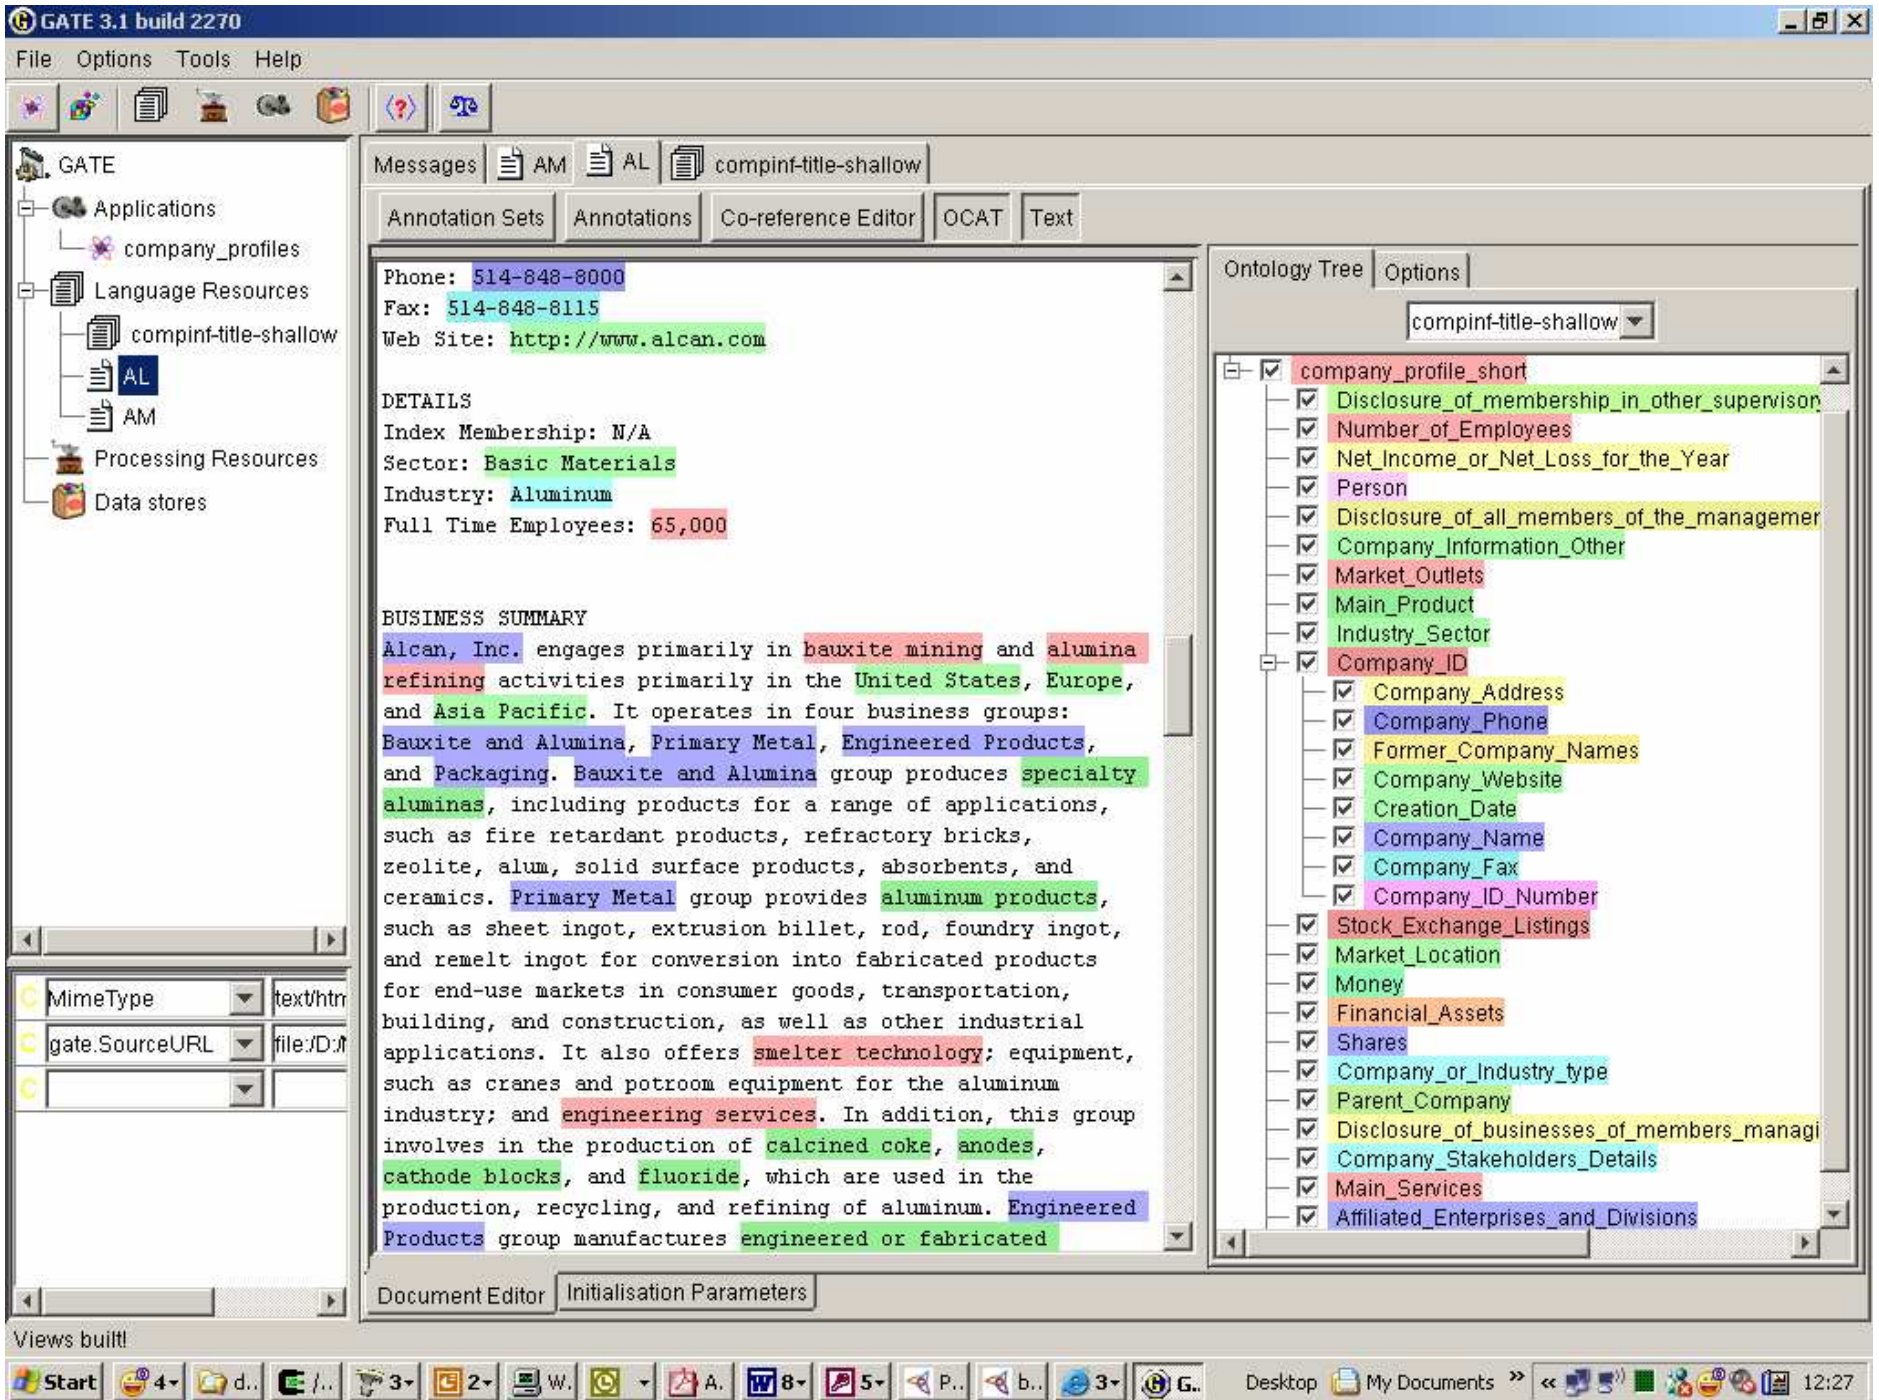 GATE 3.1 build 2270
File Options Tools Help
GATE
Applications
company_profiles
Language Resources
compinf-title-shallow
AL
AM
Processing Resources
Data stores
MimeType text/htm
gate.SourceURL file:/D:/
Messages AM AL compinf-title-shallow
Annotation Sets Annotations Co-reference Editor OCAT Text
Phone: 514-848-8000
Fax: 514-848-8115
Web Site: http://www.alcan.com
DETAILS
Index Membership: N/A
Sector: Basic Materials
Industry: Aluminum
Full Time Employees: 65,000
BUSINESS SUMMARY
Alcan, Inc. engages primarily in bauxite mining and alumina
refining activities primarily in the United States, Europe,
and Asia Pacific. It operates in four business groups:
Bauxite and Alumina, Primary Metal, Engineered Products,
and Packaging. Bauxite and Alumina group produces specialty
aluminas, including products for a range of applications,
such as fire retardant products, refractory bricks,
zeolite, alum, solid surface products, absorbents, and
ceramics. Primary Metal group provides aluminum products,
such as sheet ingot, extrusion billet, rod, foundry ingot,
and remelt ingot for conversion into fabricated products
for end-use markets in consumer goods, transportation,
building, and construction, as well as other industrial
applications. It also offers smelter technology; equipment,
such as cranes and potroom equipment for the aluminum
industry; and engineering services. In addition, this group
involves in the production of calcined coke, anodes,
cathode blocks, and fluoride, which are used in the
production, recycling, and refining of aluminum. Engineered
Products group manufactures engineered or fabricated
Ontology Tree Options
compinf-title-shallow
company_profile_short
Disclosure_of_membership_in_other_supervisory
Number_of_Employees
Net_Income_or_Net_Loss_for_the_Year
Person
Disclosure_of_all_members_of_the_managemer
Company_Information_Other
Market_Outlets
Main_Product
Industry_Sector
Company_ID
Company_Address
Company_Phone
Former_Company_Names
Company_Website
Creation_Date
Company_Name
Company_Fax
Company_ID_Number
Stock_Exchange_Listings
Market_Location
Money
Financial_Assets
Shares
Company_or_Industry_type
Parent_Company
Disclosure_of_businesses_of_members_managi
Company_Stakeholders_Details
Main_Services
Affiliated_Enterprises_and_Divisions
Document Editor Initialisation Parameters
Views built!
Start 4 d.. /.. 3 2 W. A. 8 5 P.. b.. 3 G.. Desktop My Documents » « 12:27